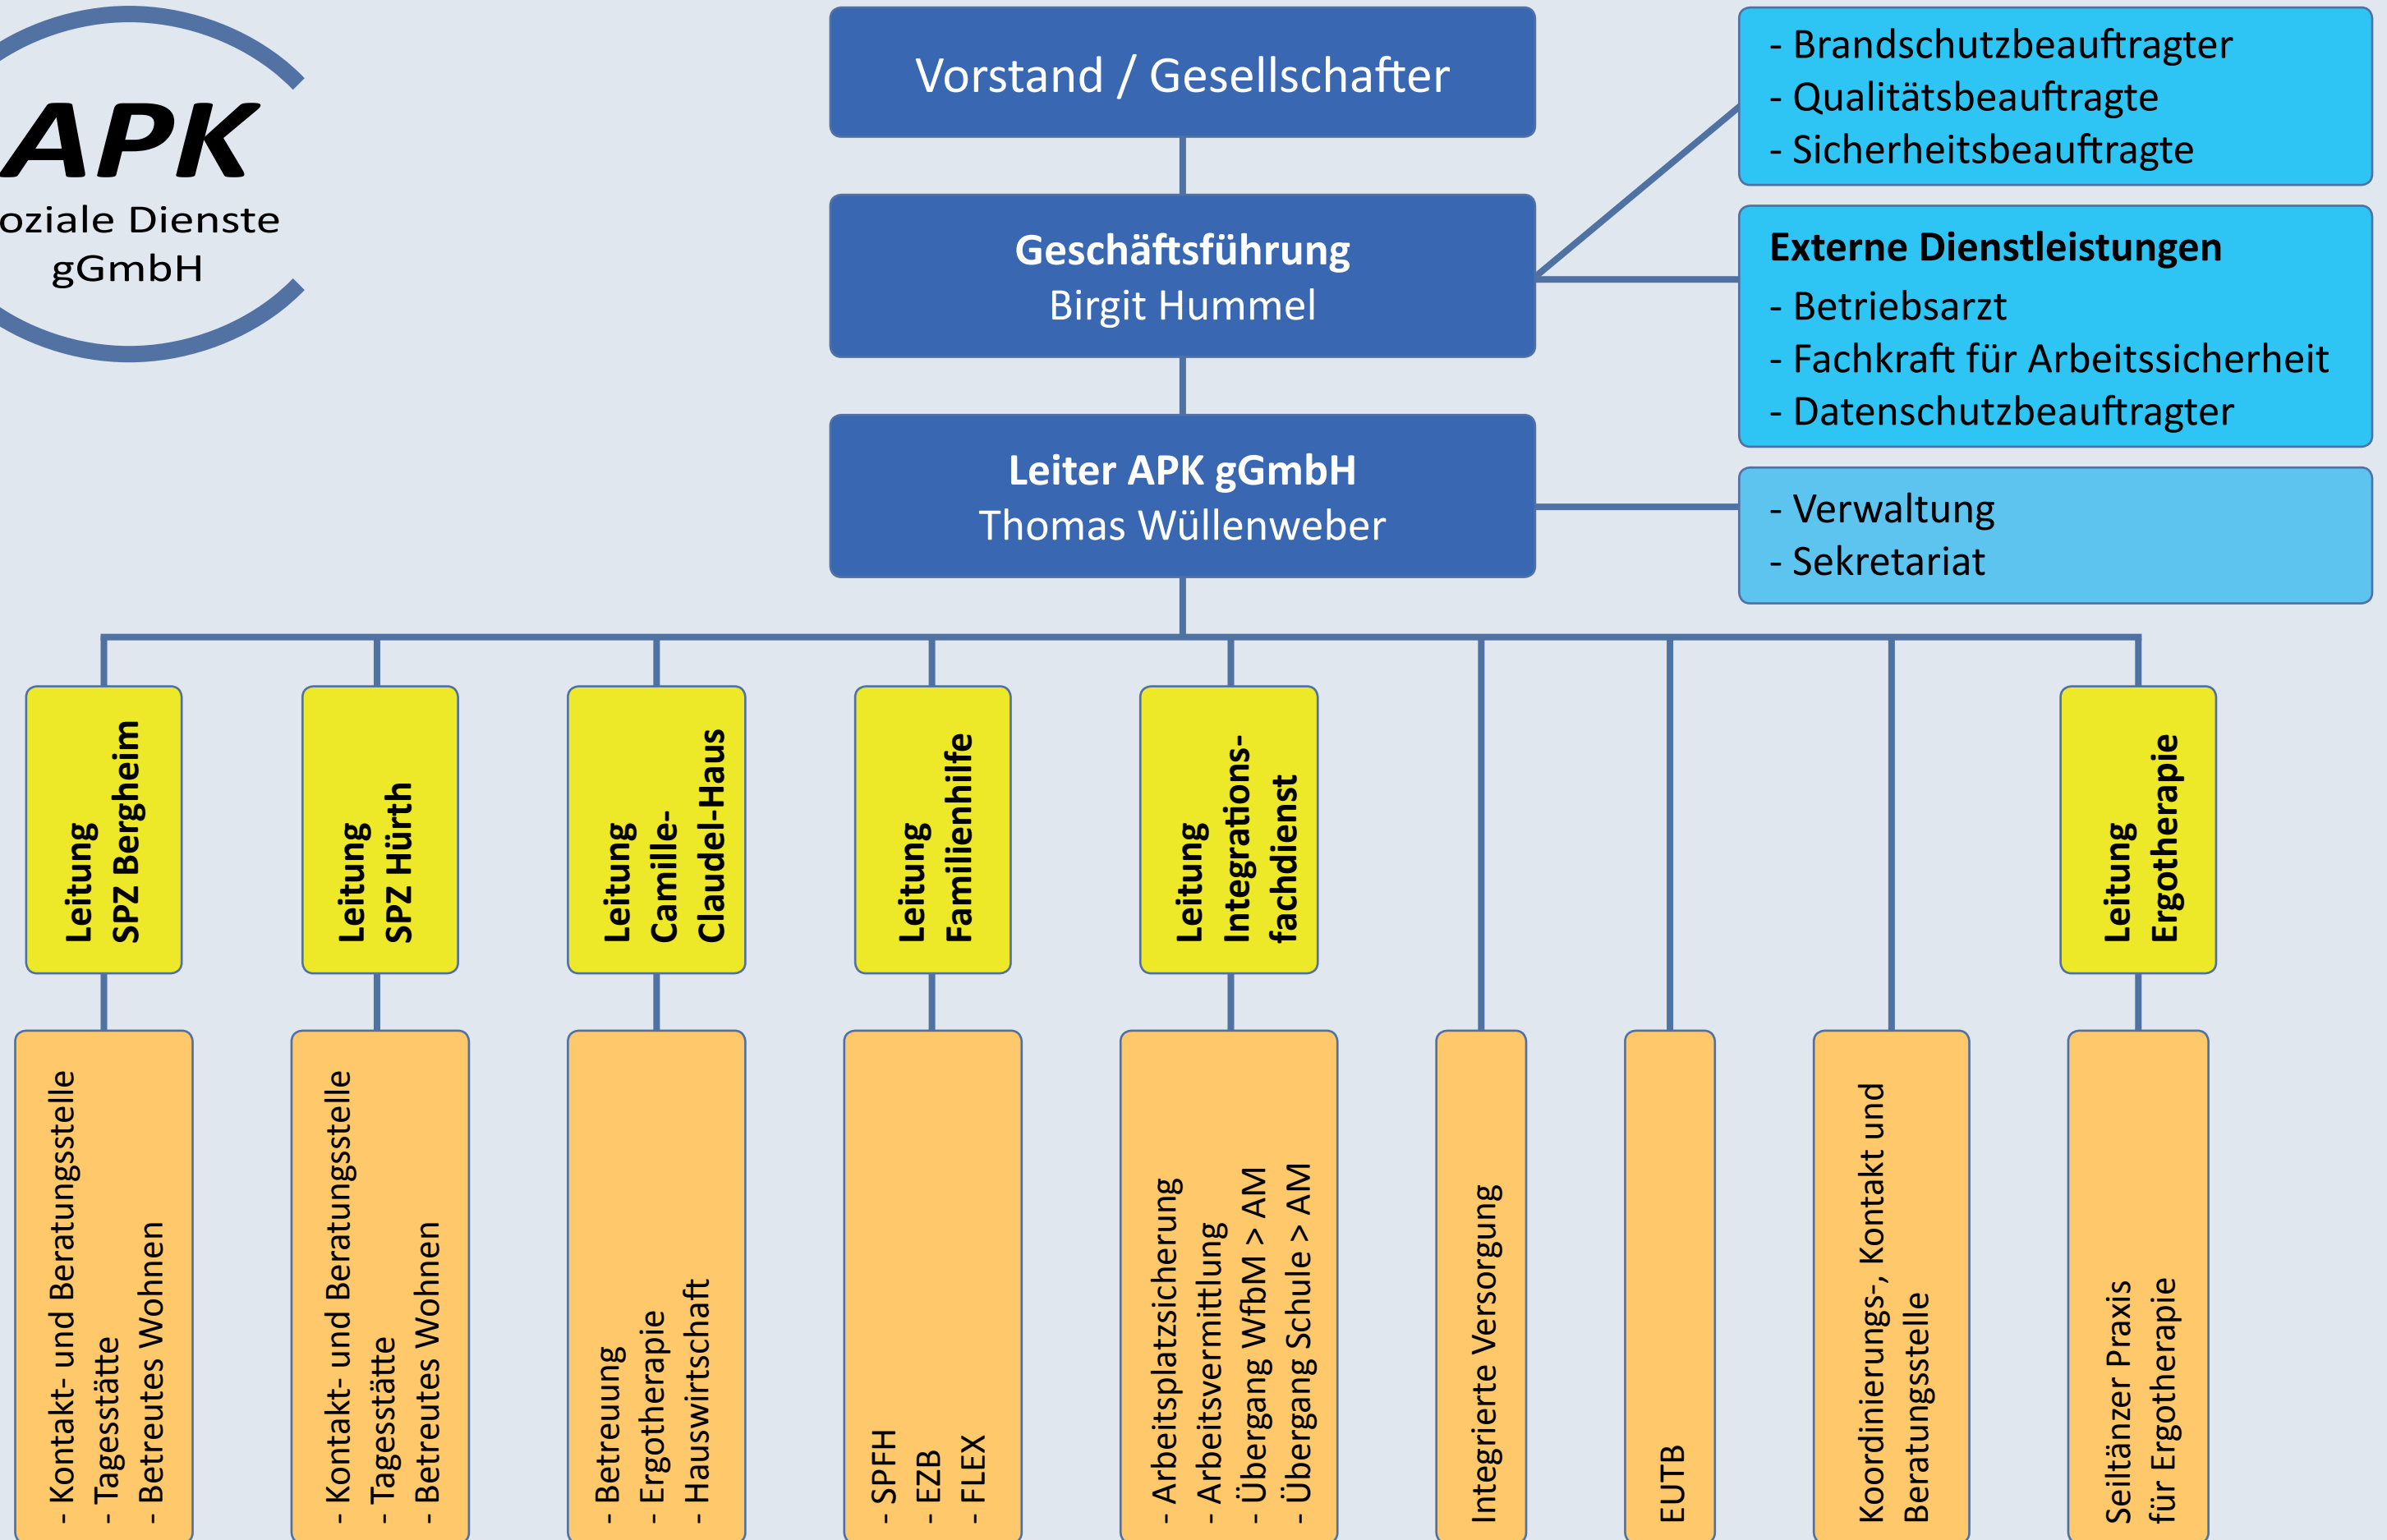 APK
oziale Dienste
gGmbH
Vorstand / Gesellschafter
Geschäftsführung
Birgit Hummel
Leiter APK gGmbH
Thomas Wüllenweber
- Brandschutzbeauftragter
- Qualitätsbeauftragte
- Sicherheitsbeauftragte
Externe Dienstleistungen
- Betriebsarzt
- Fachkraft für Arbeitssicherheit
- Datenschutzbeauftragter
- Verwaltung
- Sekretariat
Leitung
SPZ Bergheim
Leitung
SPZ Hürth
Leitung
Camille-
Claudel-Haus
Leitung
Familienhilfe
Leitung
Integrations-
fachdienst
Leitung
Ergotherapie
- Kontakt- und Beratungsstelle
- Tagesstätte
- Betreutes Wohnen
- Kontakt- und Beratungsstelle
- Tagesstätte
- Betreutes Wohnen
- Betreuung
- Ergotherapie
- Hauswirtschaft
- SPFH
- EZB
- FLEX
- Arbeitsplatzsicherung
- Arbeitsvermittlung
- Übergang WfbM > AM
- Übergang Schule > AM
Integrierte Versorgung
EUTB
Koordinierungs-, Kontakt und
Beratungsstelle
Seiltänzer Praxis
für Ergotherapie